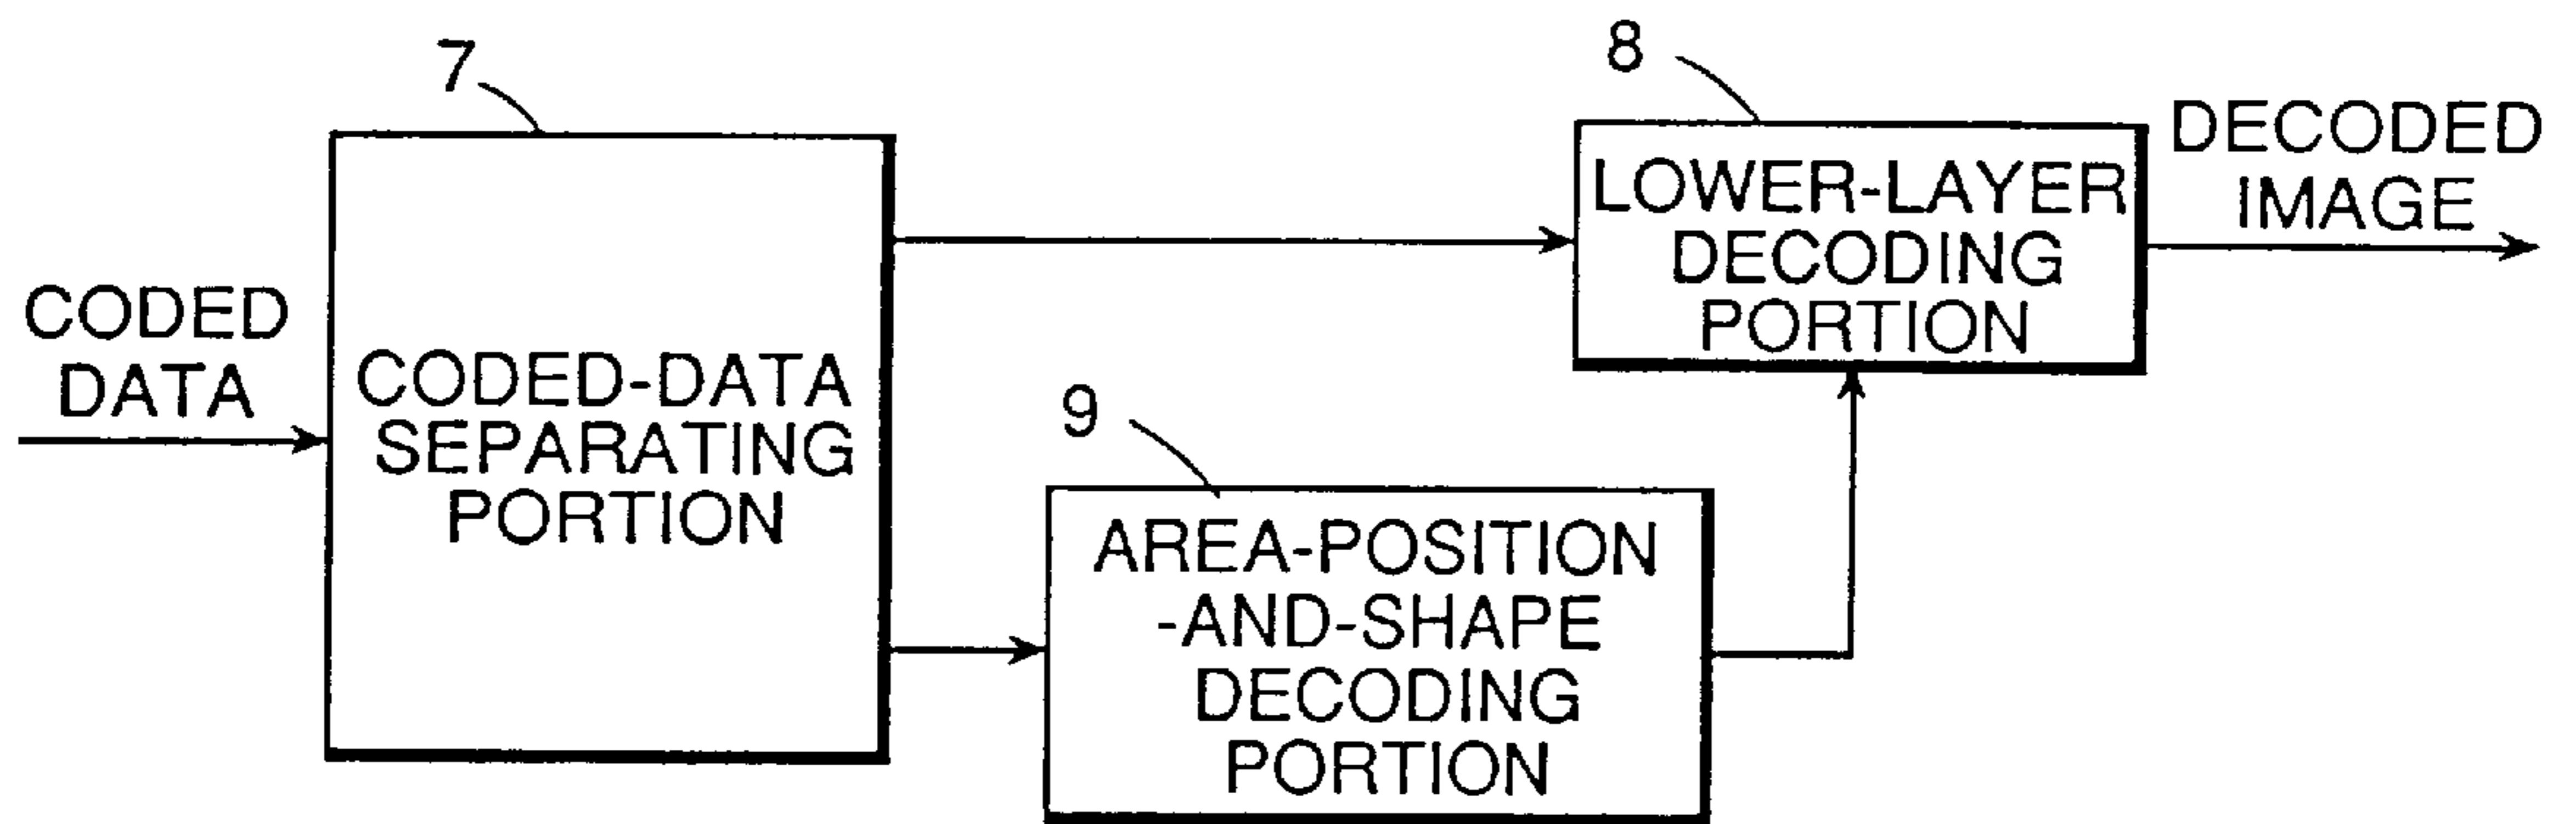 7
8
CODED
DATA
CODED-DATA
SEPARATING
PORTION
LOWER-LAYER
DECODING
PORTION
DECODED
IMAGE
9
AREA-POSITION
-AND-SHAPE
DECODING
PORTION